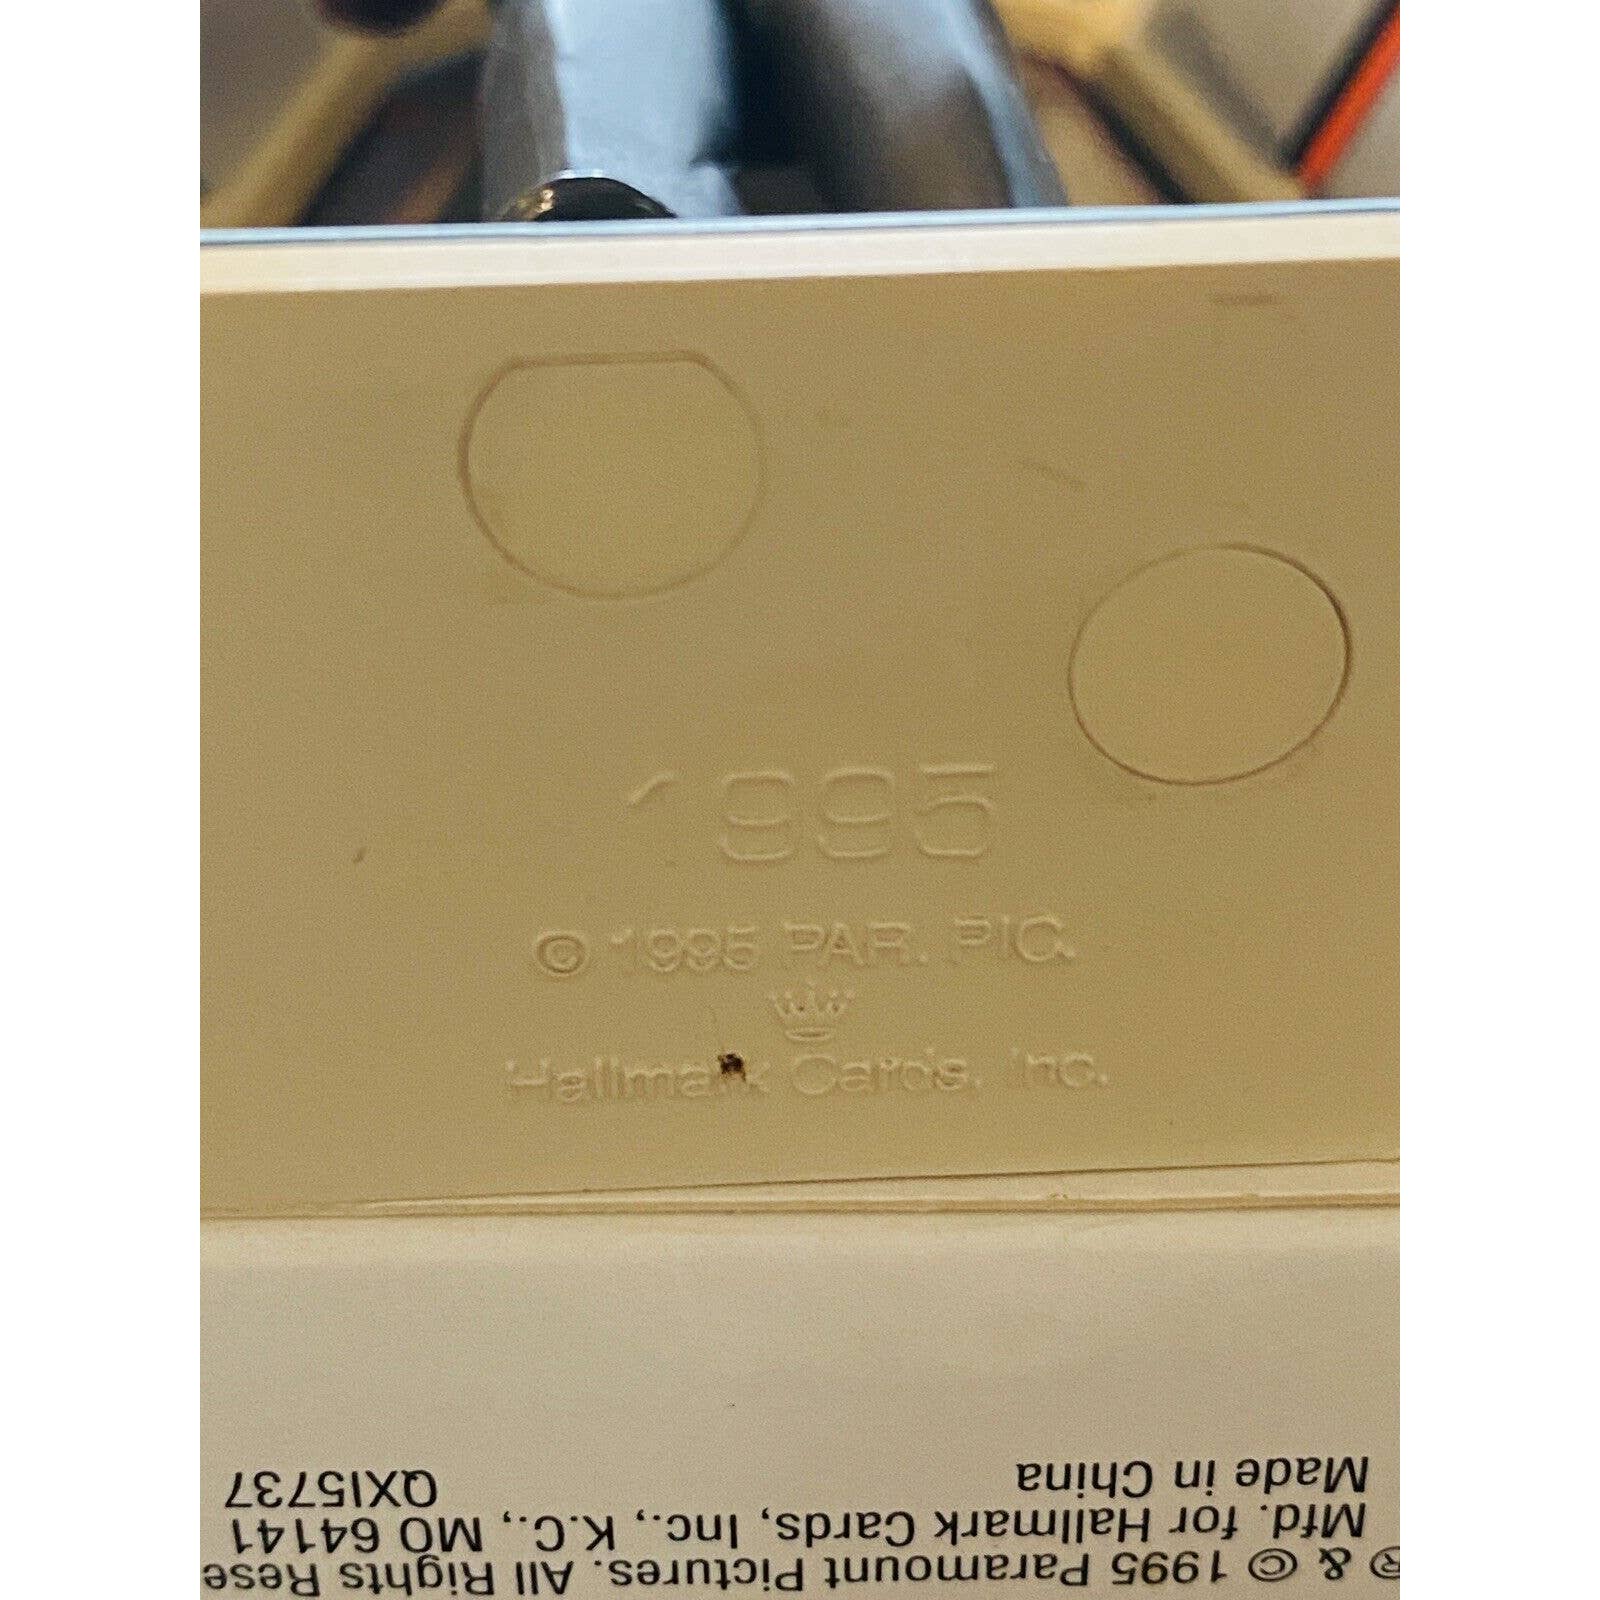 1995
© 1995 PAR. PIC.
Hallmark Cards, Inc.
® & © 1995 Paramount Pictures. All Rights Rese
Mfd. for Hallmark Cards, Inc., K.C., MO 64141
Made in China QXI5737